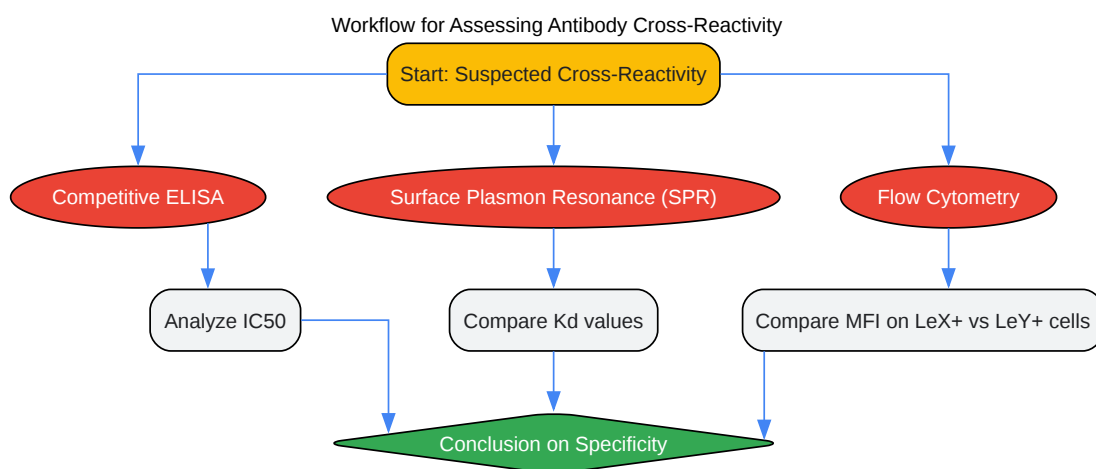 Workflow for Assessing Antibody Cross-Reactivity
Start: Suspected Cross-Reactivity
Competitive ELISA
Surface Plasmon Resonance (SPR)
Flow Cytometry
Analyze IC50
Compare Kd values
Compare MFI on LeX+ vs LeY+ cells
Conclusion on Specificity